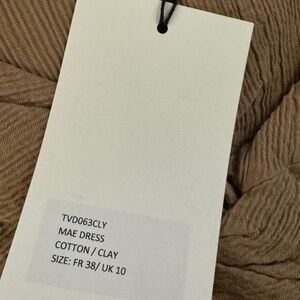 TVD063CLY
MAE DRESS
COTTON / CLAY
SIZE: FR 38/ UK 10